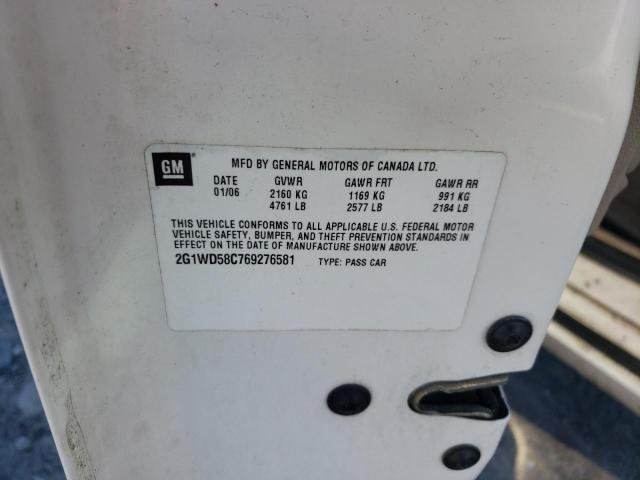 GM MFD BY GENERAL MOTORS OF CANADA LTD.
DATE GVWR GAWR FRT GAWR RR
01/06 2160 KG 1169 KG 991 KG
4761 LB 2577 LB 2184 LB
THIS VEHICLE CONFORMS TO ALL APPLICABLE U.S. FEDERAL MOTOR
VEHICLE SAFETY, BUMPER, AND THEFT PREVENTION STANDARDS IN
EFFECT ON THE DATE OF MANUFACTURE SHOWN ABOVE.
2G1WD58C769276581 TYPE: PASS CAR